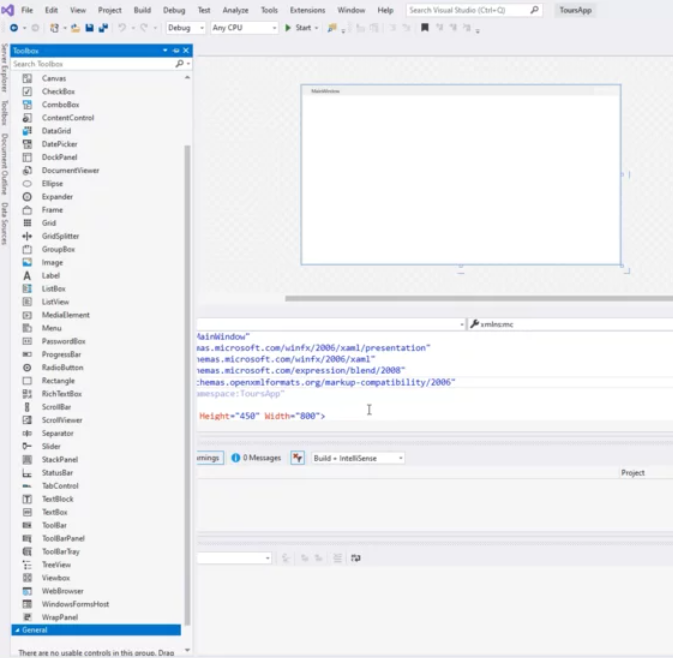 File Edit View Project Build Debug Test Analyze Tools Extensions Window Help Search Visual Studio (Ctrl+Q) ToursApp
Debug Any CPU Start
Server Explorer
Toolbox
Document Outline
Data Sources
Toolbox
Search Toolbox
Canvas
CheckBox
ComboBox
ContentControl
DataGrid
DatePicker
DockPanel
DocumentViewer
Ellipse
Expander
Frame
Grid
GridSplitter
GroupBox
Image
Label
ListBox
ListView
MediaElement
Menu
PasswordBox
ProgressBar
RadioButton
Rectangle
RichTextBox
ScrollBar
ScrollViewer
Separator
Slider
StackPanel
StatusBar
TabControl
TextBlock
TextBox
ToolBar
ToolBarPanel
ToolBarTray
TreeView
Viewbox
WebBrowser
WindowsFormsHost
WrapPanel
General
There are no usable controls in this group. Drag
MainWindow
xmlns:mc
MainWindow"
mas.microsoft.com/winfx/2006/xaml/presentation"
hemas.microsoft.com/winfx/2006/xaml"
hemas.microsoft.com/expression/blend/2008"
chemas.openxmlformats.org/markup-compatibility/2006"
amespace:ToursApp"
Height="450" Width="800">
rnings 0 Messages Build + IntelliSense
Project